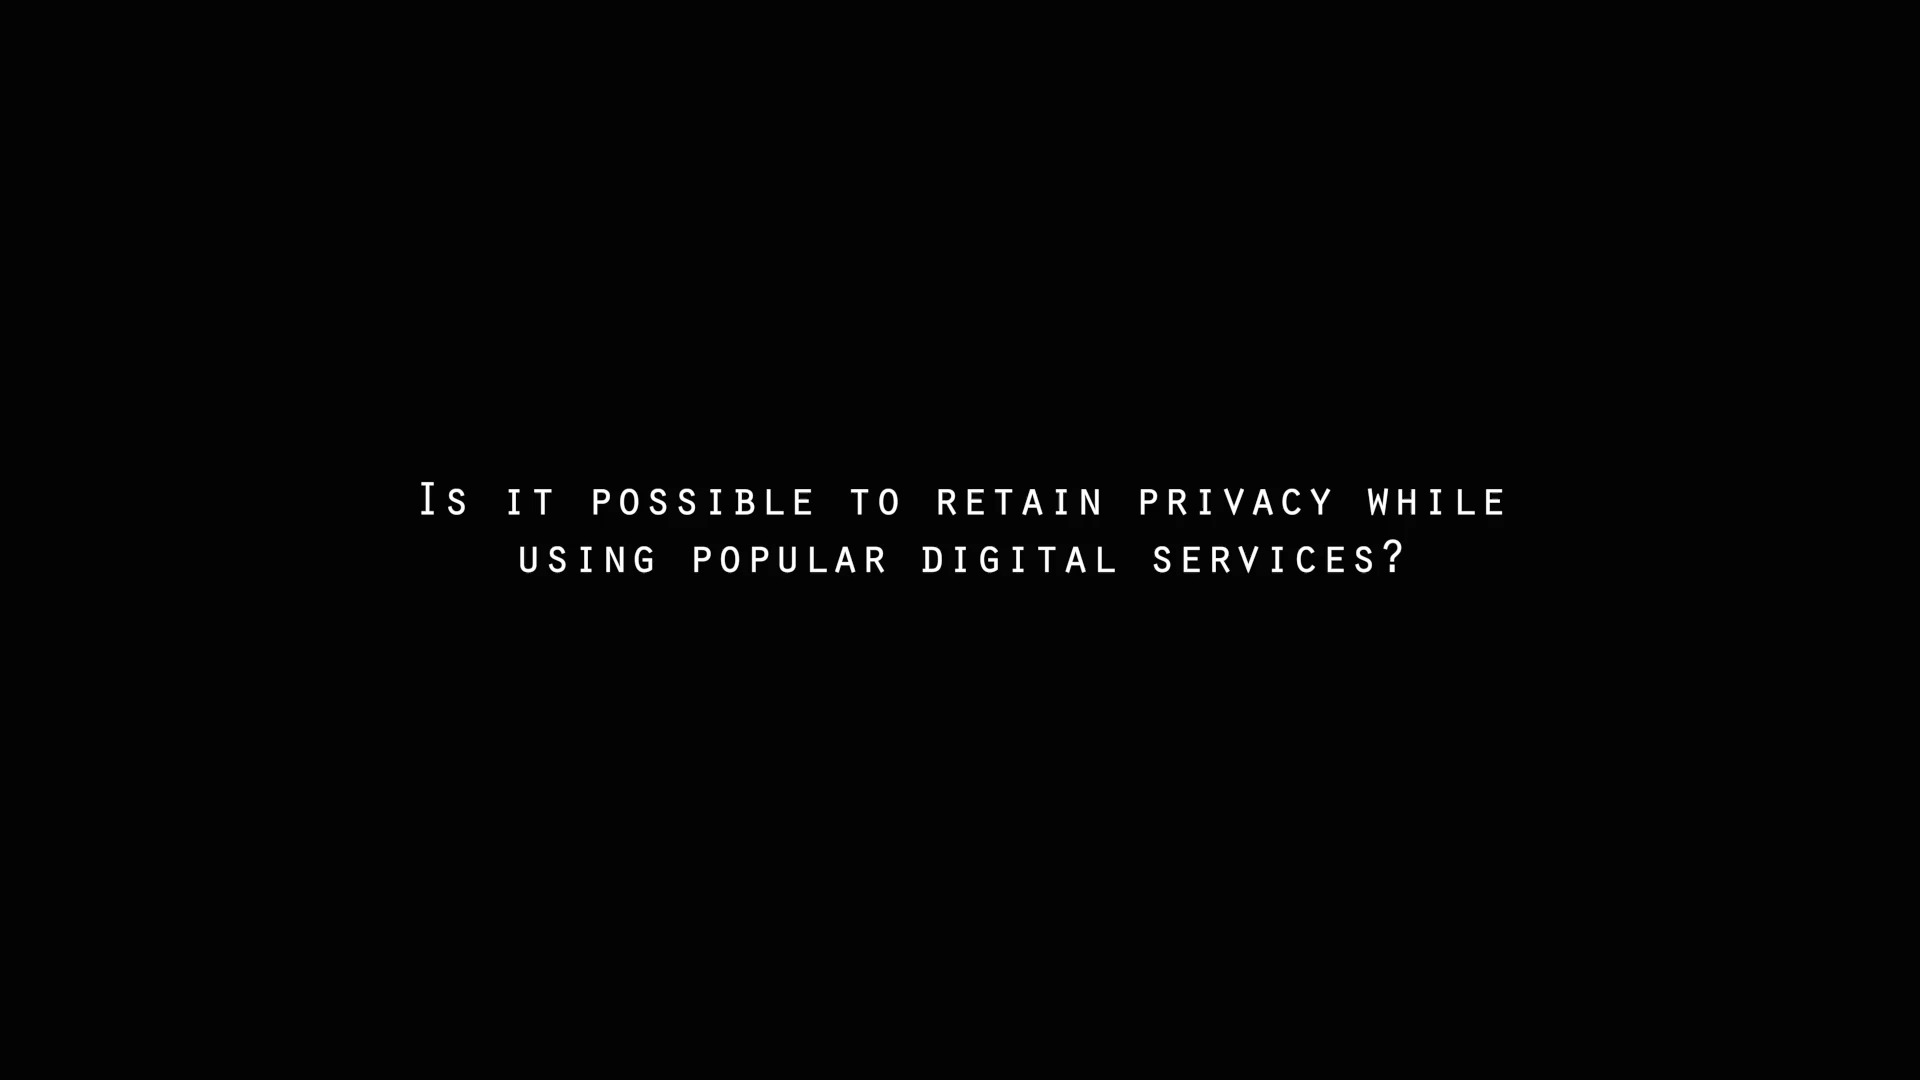 Is it possible to retain privacy while
using popular digital services?